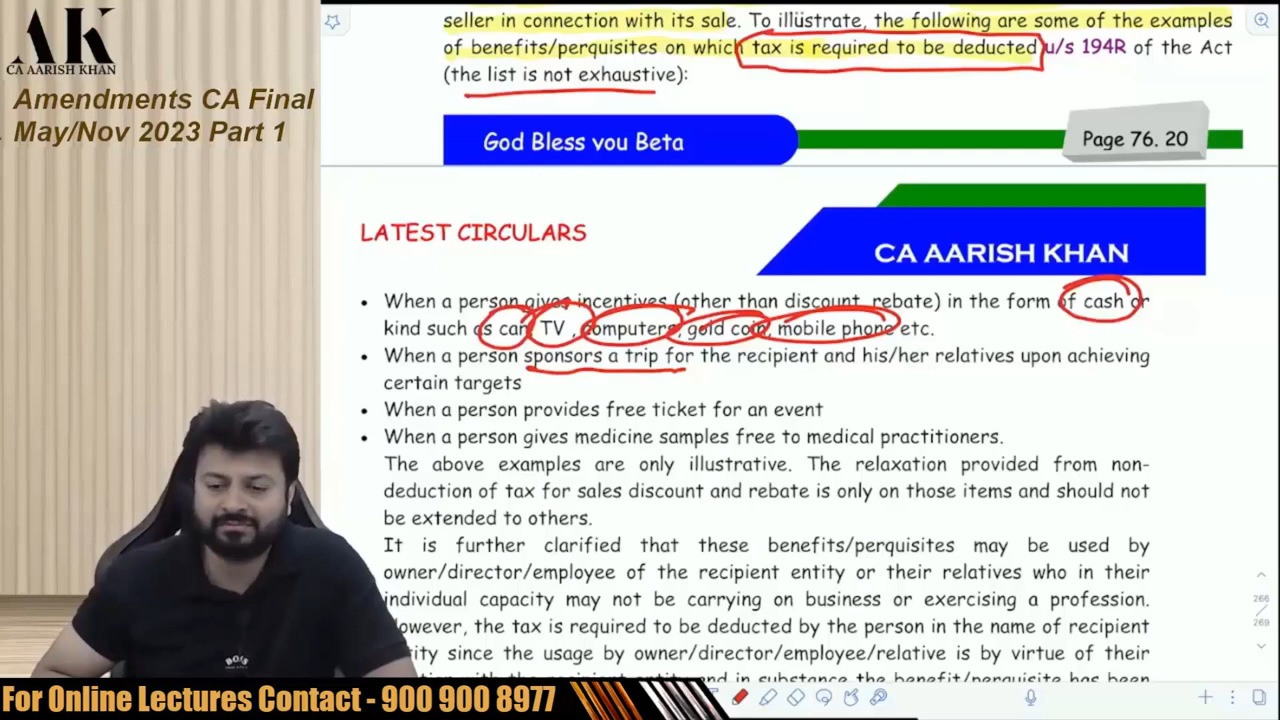 AK
CA AARISH KHAN
Amendments CA Final
May/Nov 2023 Part 1
seller in connection with its sale. To illustrate, the following are some of the examples
of benefits/perquisites on which tax is required to be deducted u/s 194R of the Act
(the list is not exhaustive):
God Bless you Beta
Page 76. 20
LATEST CIRCULARS
CA AARISH KHAN
• When a person gives incentives (other than discount, rebate) in the form of cash or
kind such as car, TV, computers, gold coin, mobile phone etc.
• When a person sponsors a trip for the recipient and his/her relatives upon achieving
certain targets
• When a person provides free ticket for an event
• When a person gives medicine samples free to medical practitioners.
The above examples are only illustrative. The relaxation provided from non-
deduction of tax for sales discount and rebate is only on those items and should not
be extended to others.
It is further clarified that these benefits/perquisites may be used by
owner/director/employee of the recipient entity or their relatives who in their
individual capacity may not be carrying on business or exercising a profession.
However, the tax is required to be deducted by the person in the name of recipient
entity since the usage by owner/director/employee/relative is by virtue of their
in substance the benefit/perquisite has been
266
269
BOSS
For Online Lectures Contact - 900 900 8977